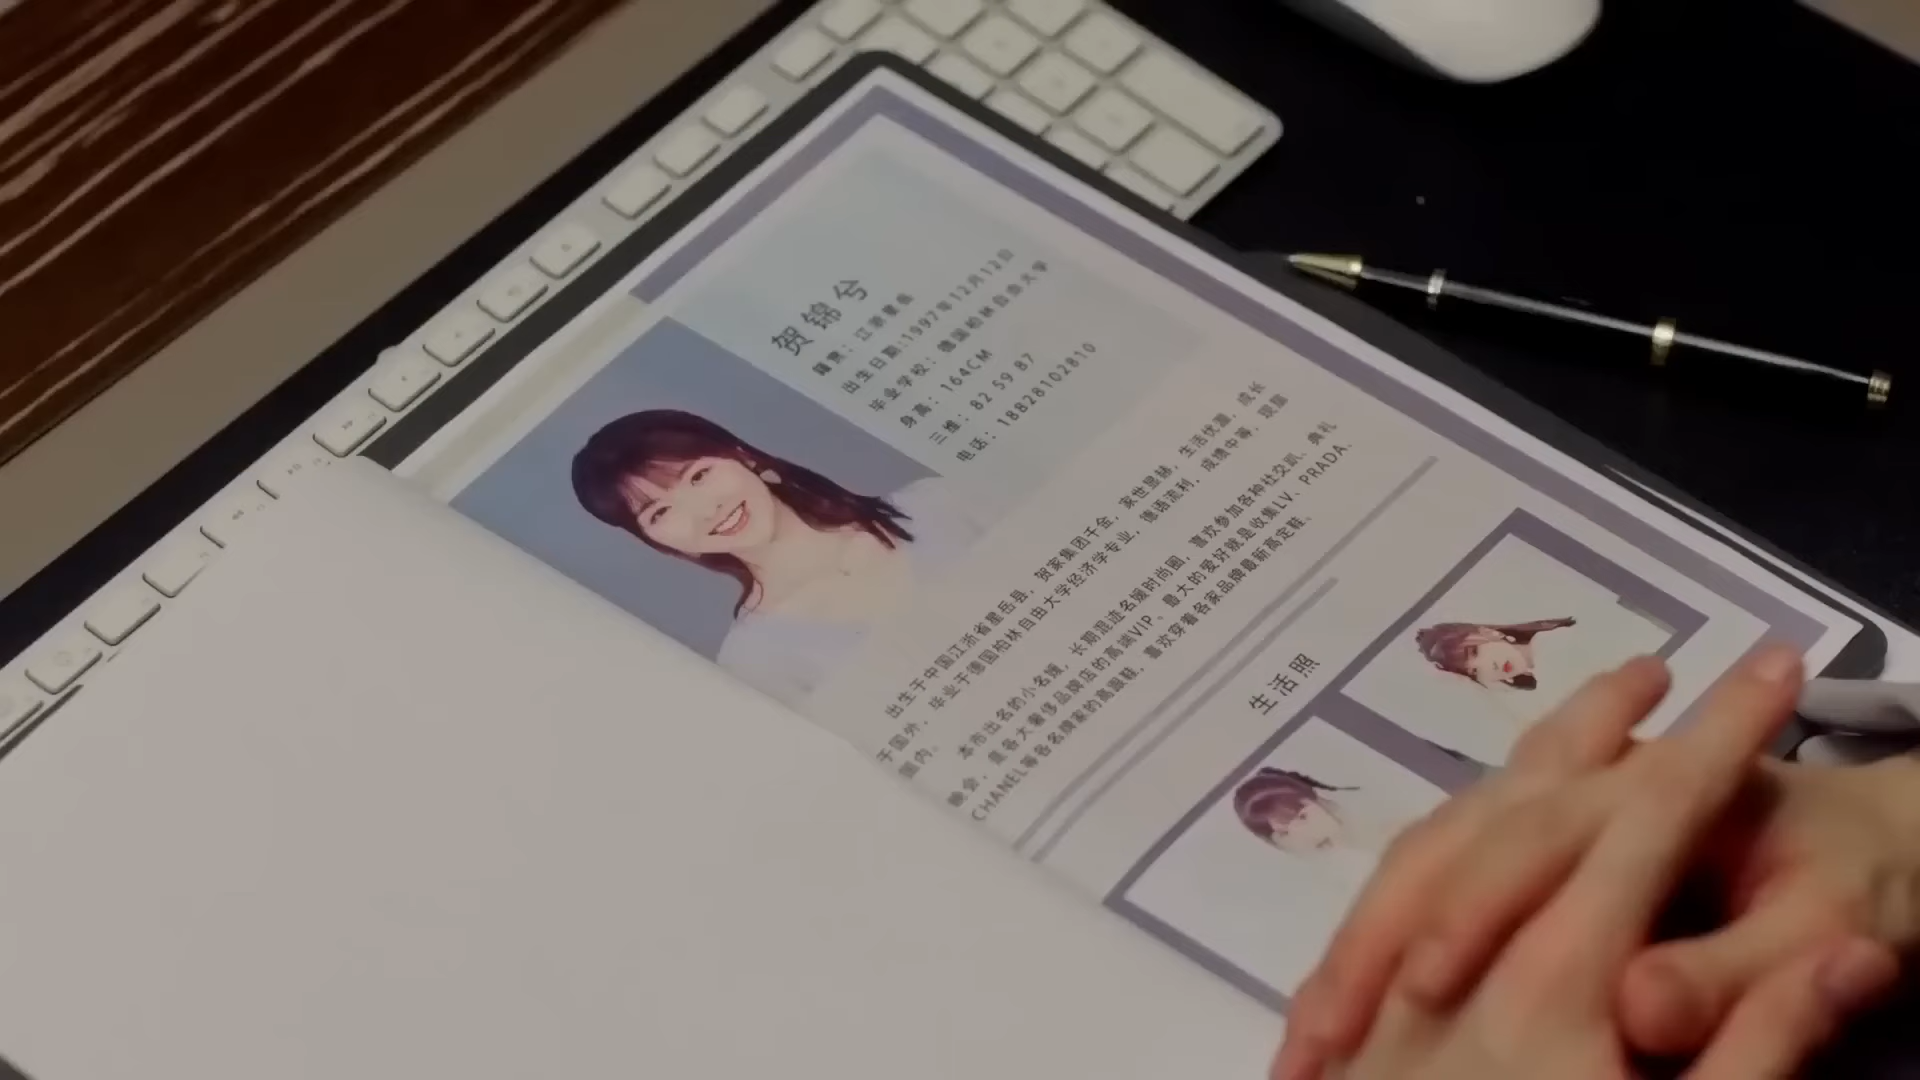 贺锦兮
籍贯：江浙星岳
出生日期:1997年12月12日
毕业学校：德国柏林自由大学
身高：164CM
三维：82 59 87
电话：18828102810
出生于中国江浙省星岳县，贺家集团千金，家世显赫，生活优渥，成长
于国外，毕业于德国柏林自由大学经济学专业，德语流利，成绩中等，现居
国内。
本市出名的小名媛，长期混迹名媛时尚圈，喜欢参加各种社交趴、典礼
晚会，是各大奢侈品牌店的高端VIP、最大的爱好就是收集LV、PRADA、
CHANEL等各名牌家的高跟鞋，喜欢穿着各家品牌最新高定鞋、
生活照